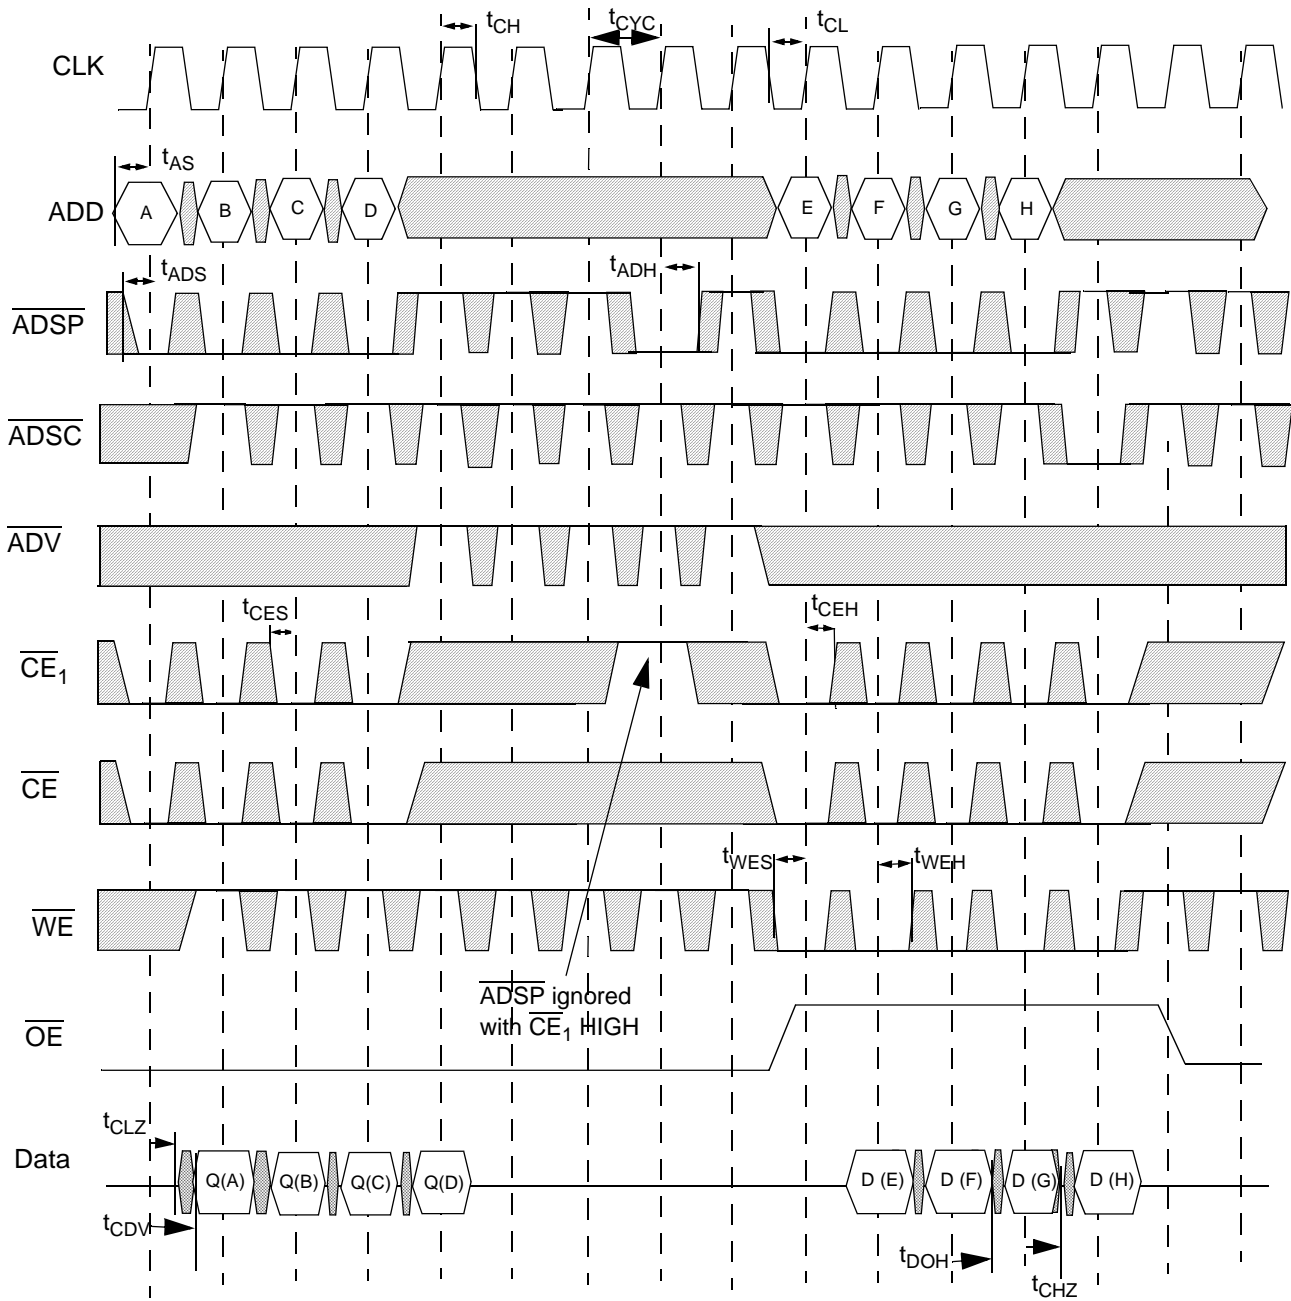 tCH
tCYC
tCL
CLK
tAS
ADD
A
B
C
D
E
F
G
H
tADS
tADH
ADSP
ADSC
ADV
tCES
tCEH
CE1
CE
tWES
tWEH
WE
ADSP ignored
with CE1 HIGH
OE
tCLZ
Data
Q(A)
Q(B)
Q(C)
Q(D)
D (E)
D (F)
D (G)
D (H)
tCDV
tDOH
tCHZ